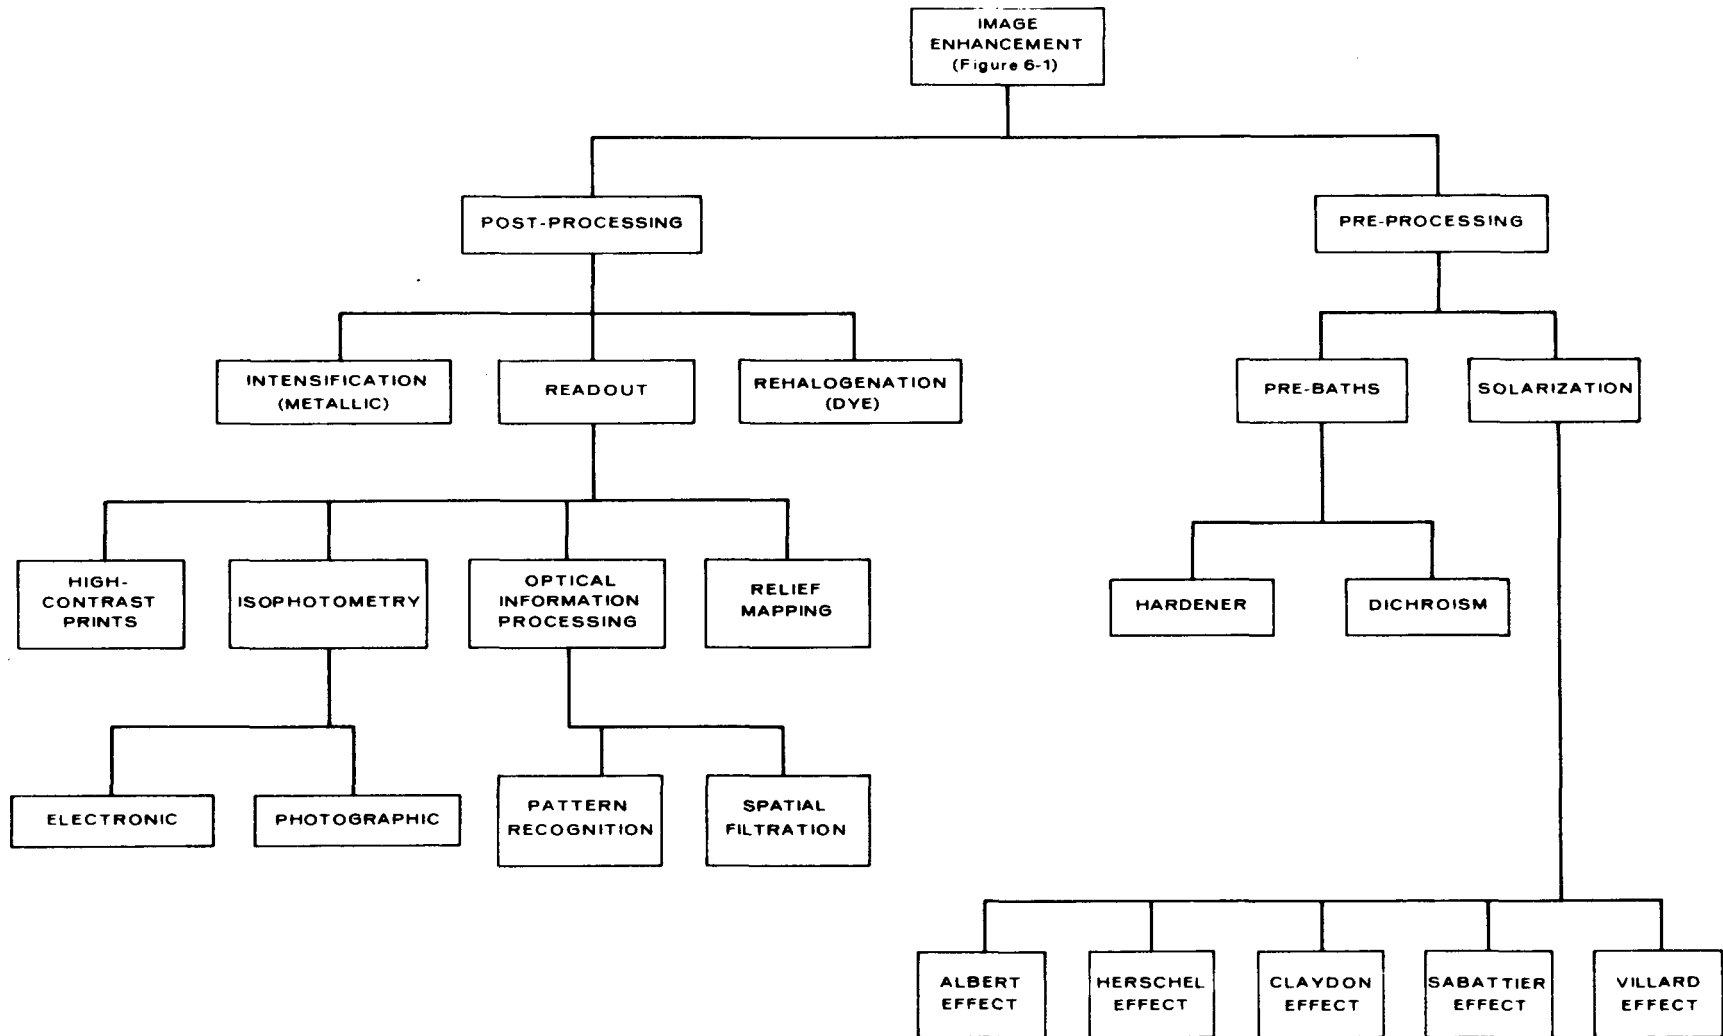 IMAGE
ENHANCEMENT
(Figure 6-1)
POST-PROCESSING
PRE-PROCESSING
INTENSIFICATION
(METALLIC)
READOUT
REHALOGENATION
(DYE)
PRE-BATHS
SOLARIZATION
HIGH-
CONTRAST
PRINTS
ISOPHOTOMETRY
OPTICAL
INFORMATION
PROCESSING
RELIEF
MAPPING
HARDENER
DICHROISM
ELECTRONIC
PHOTOGRAPHIC
PATTERN
RECOGNITION
SPATIAL
FILTRATION
ALBERT
EFFECT
HERSCHEL
EFFECT
CLAYDON
EFFECT
SABATTIER
EFFECT
VILLARD
EFFECT